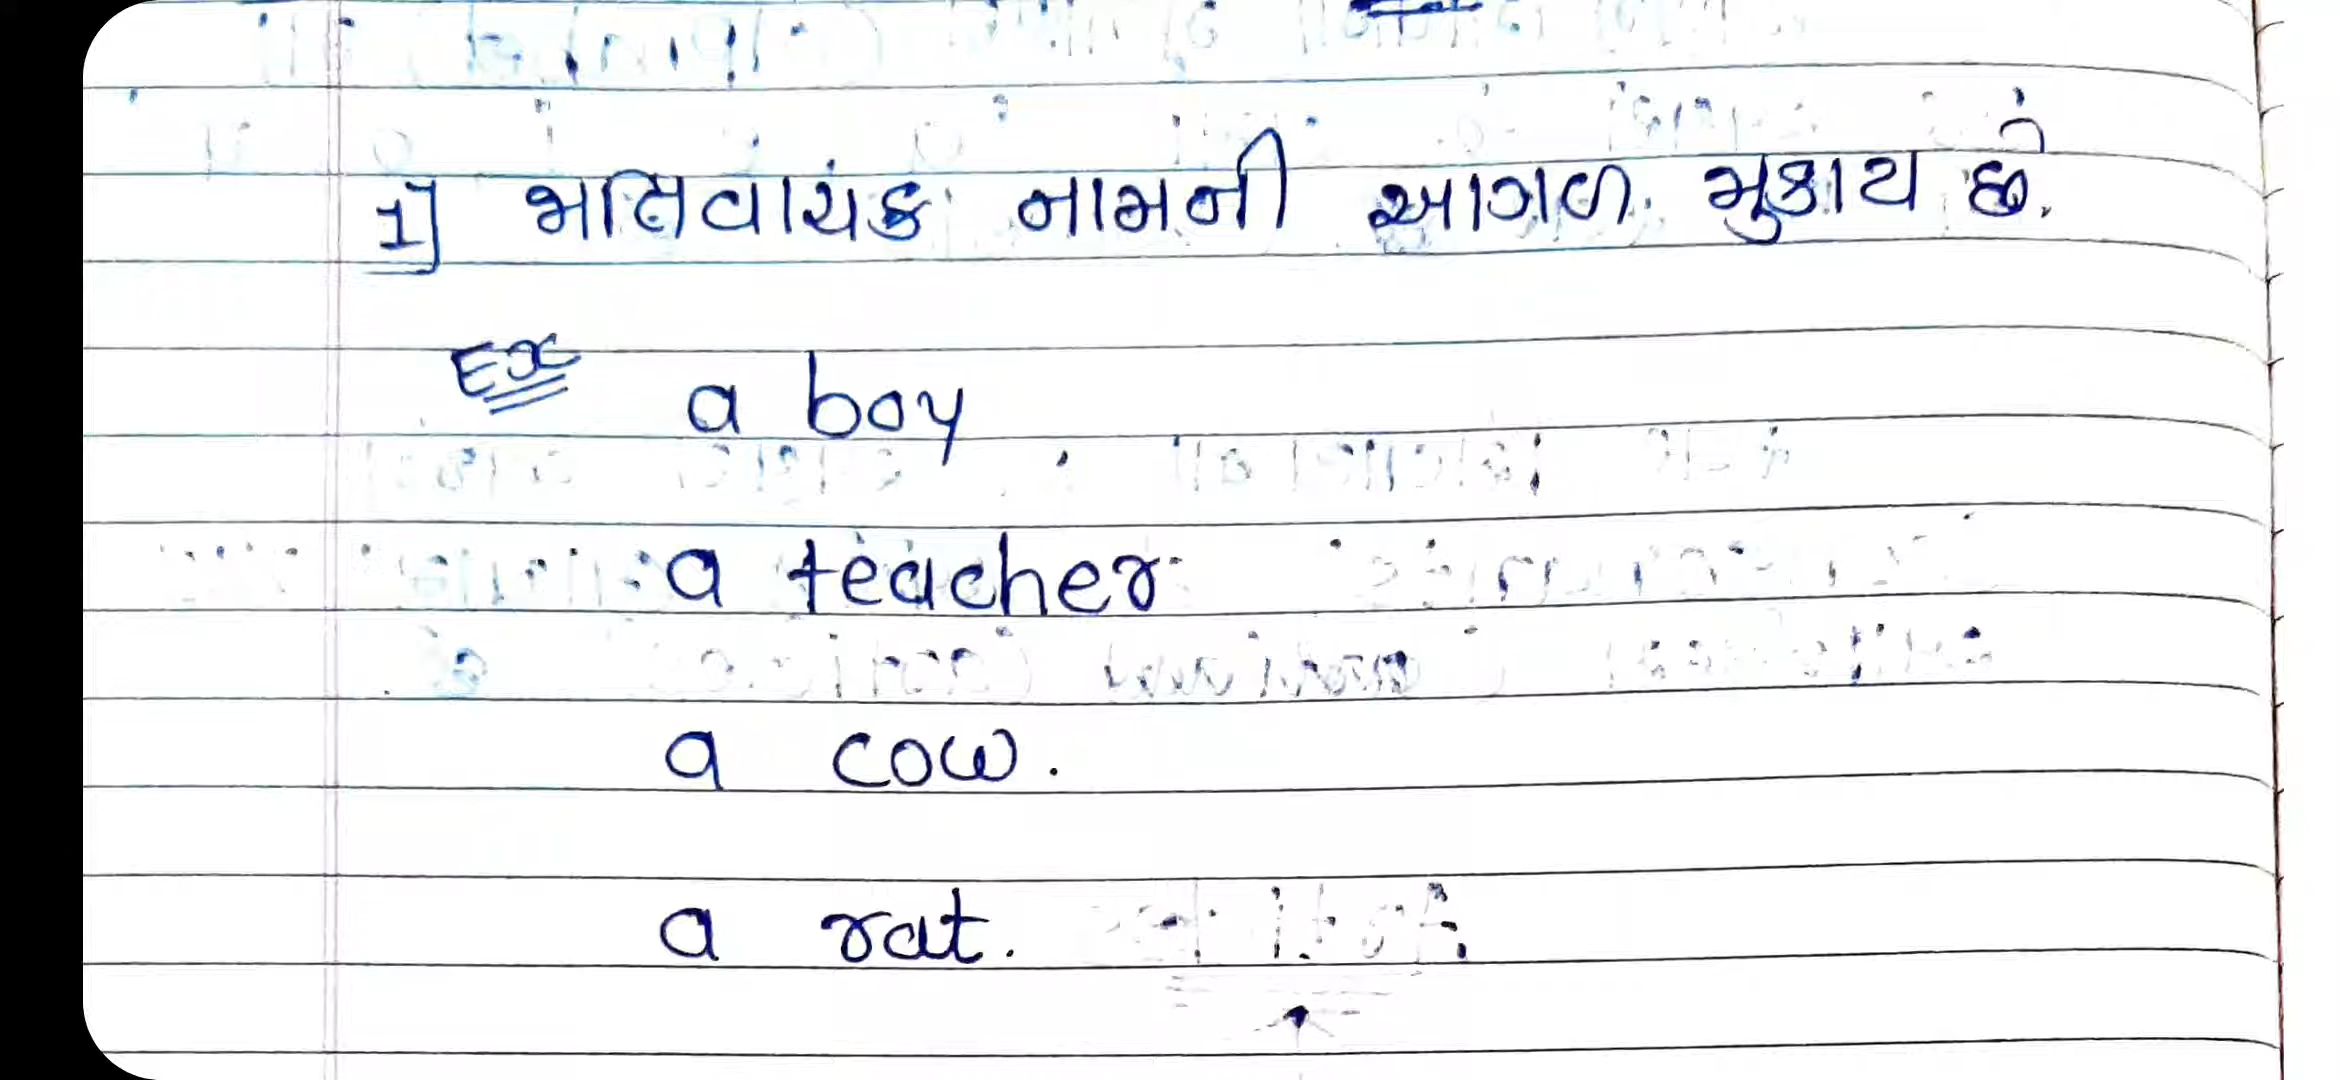 1] જાતિવાચક નામની આગળ મુકાય છે.
Ex a boy
a teacher
a cow.
a rat.